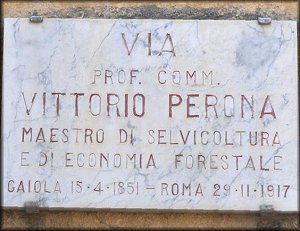 VIA
PROF. COMM.
VITTORIO PERONA
MAESTRO DI SELVICOLTURA
E DI ECONOMIA FORESTALE
GAIOLA 15-4-1851 - ROMA 29-11-1917